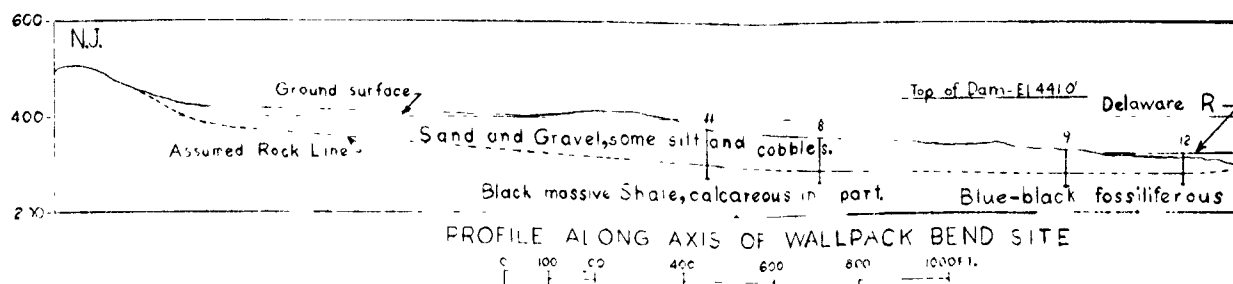 600
N.J.
Ground surface
Top of Dam-El 441.0'
Delaware R
400
11
8
9
12
Sand and Gravel, some silt and cobbles.
Assumed Rock Line
Black massive Shale, calcareous in part.
Blue-black fossiliferous
200
PROFILE ALONG AXIS OF WALLPACK BEND SITE
0 100 400 600 800 1000 FT.